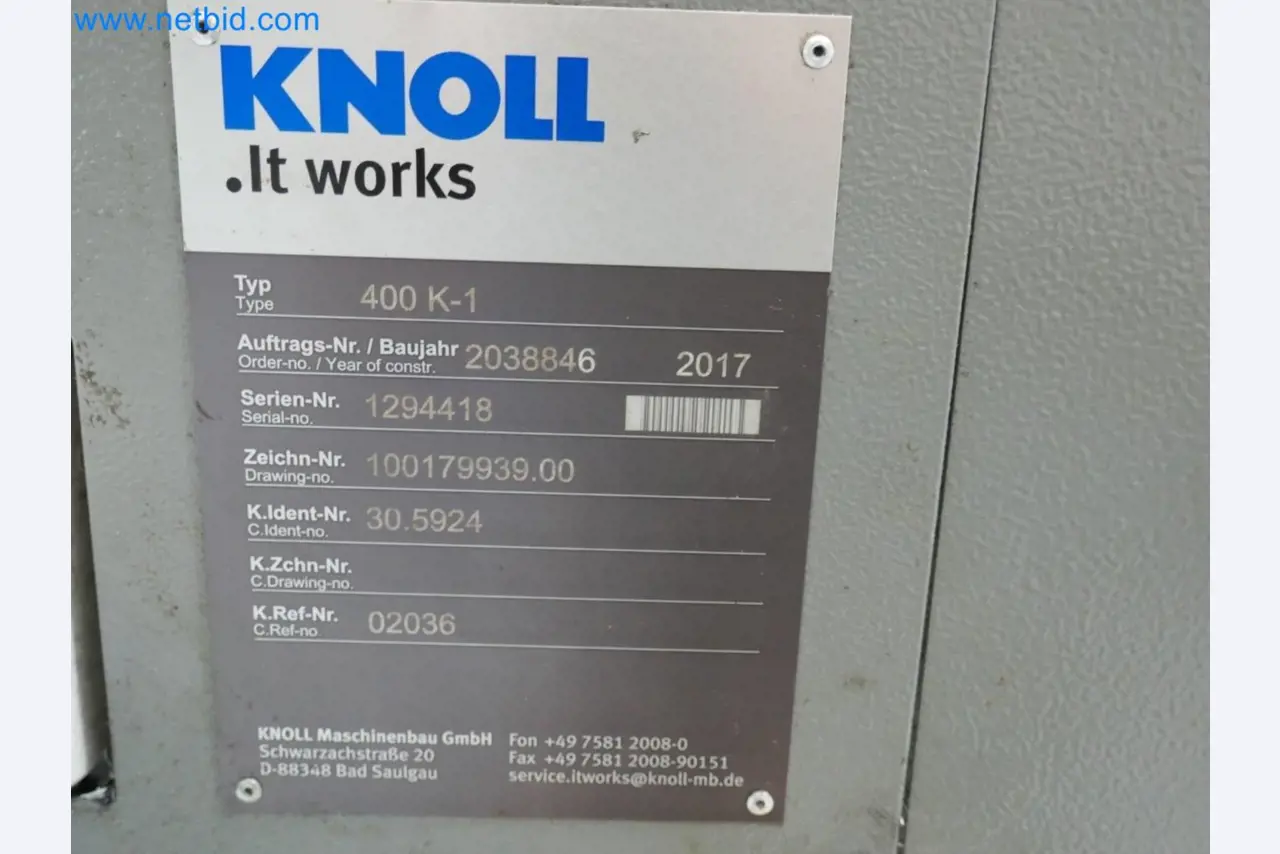 www.netbid.com
KNOLL
.It works
Typ
Type
400 K-1
Auftrags-Nr. / Baujahr
Order-no. / Year of constr.
2038846 2017
Serien-Nr.
Serial-no.
1294418
Zeichn-Nr.
Drawing-no.
100179939.00
K.Ident-Nr.
C.Ident-no.
30.5924
K.Zchn-Nr.
C.Drawing-no.
K.Ref-Nr.
C.Ref-no
02036
KNOLL Maschinenbau GmbH
Schwarzachstraße 20
D-88348 Bad Saulgau
Fon +49 7581 2008-0
Fax +49 7581 2008-90151
service.itworks@knoll-mb.de